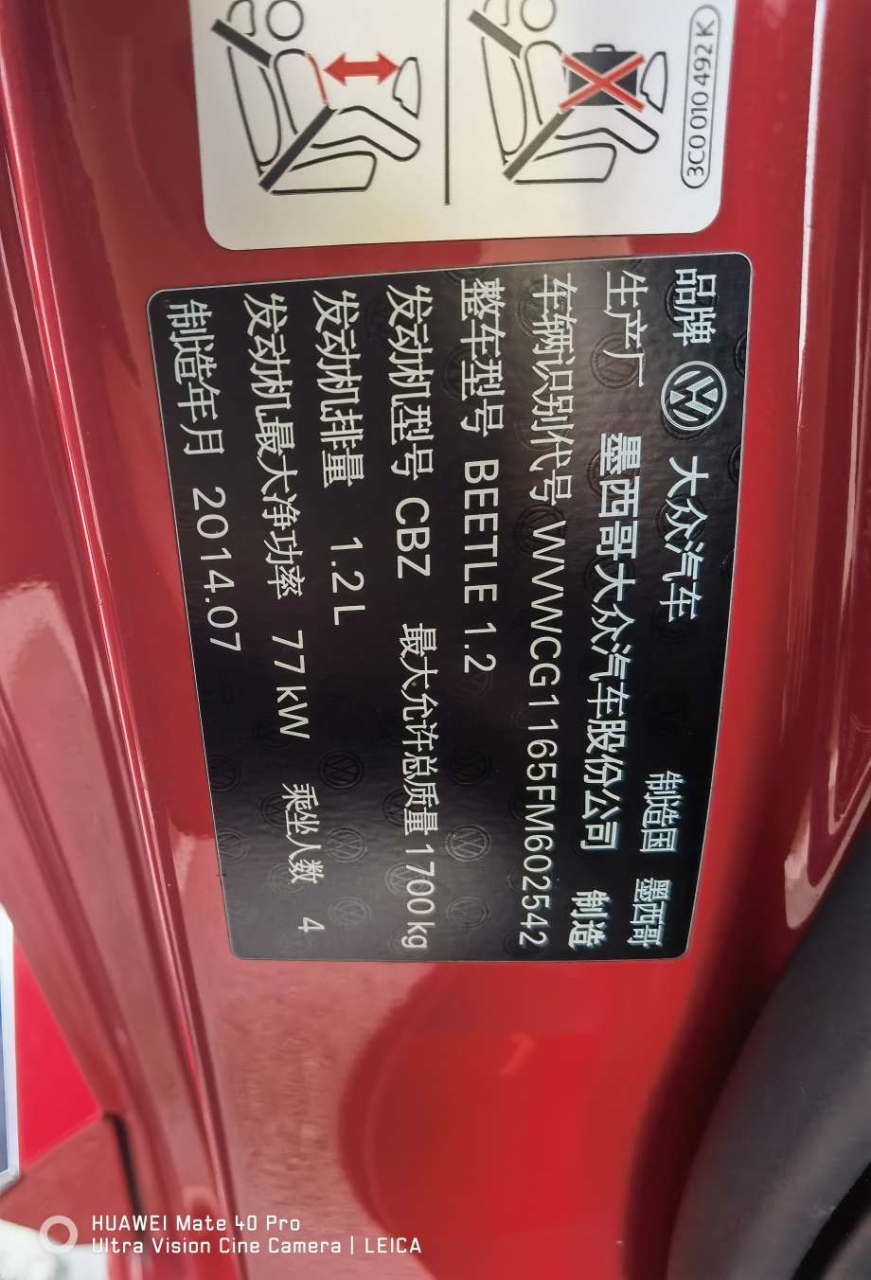 3C0 010 492 K
品牌 大众汽车 制造国 墨西哥
生产厂 墨西哥大众汽车股份公司 制造
车辆识别代号 WVWCG1165FM602542
整车型号 BEETLE 1.2
发动机型号 CBZ 最大允许总质量 1700 kg
发动机排量 1.2 L
发动机最大净功率 77 kW 乘坐人数 4
制造年月 2014.07
HUAWEI Mate 40 Pro
Ultra Vision Cine Camera | LEICA